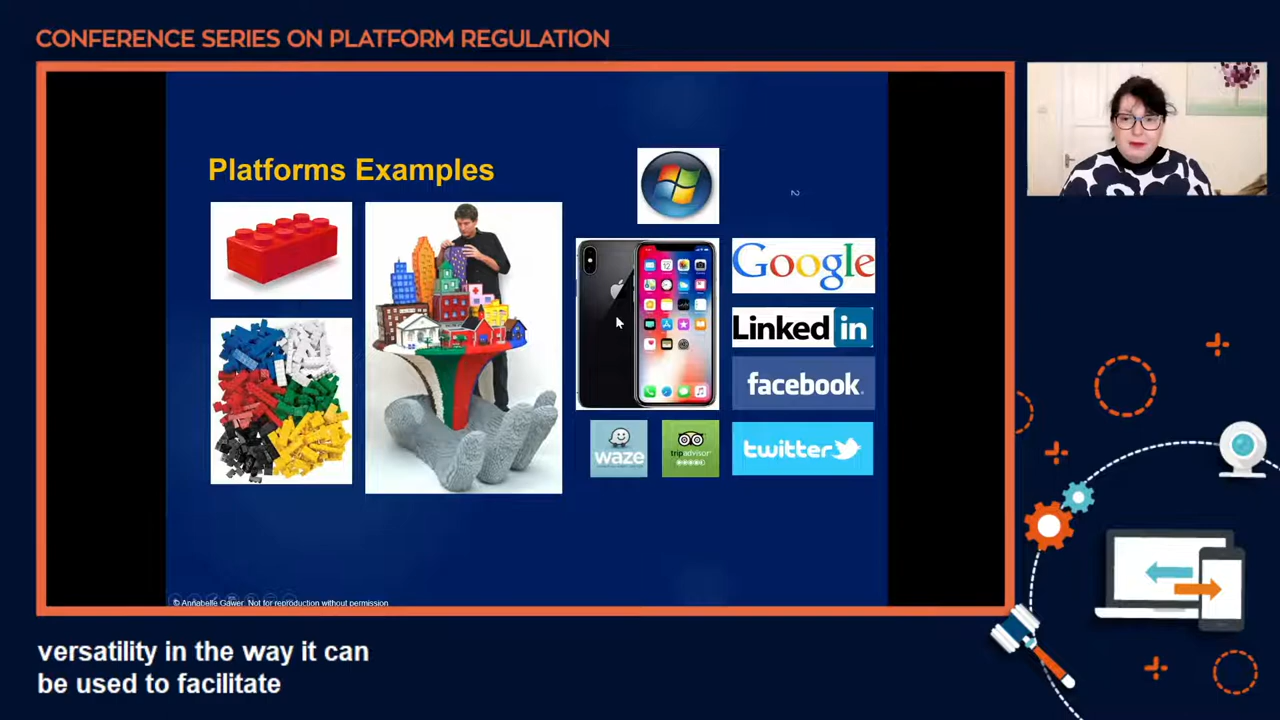 CONFERENCE SERIES ON PLATFORM REGULATION
Platforms Examples
2
Google
Linked in
facebook
waze
tripadvisor
twitter
© Annabelle Gawer. Not for reproduction without permission
versatility in the way it can
be used to facilitate